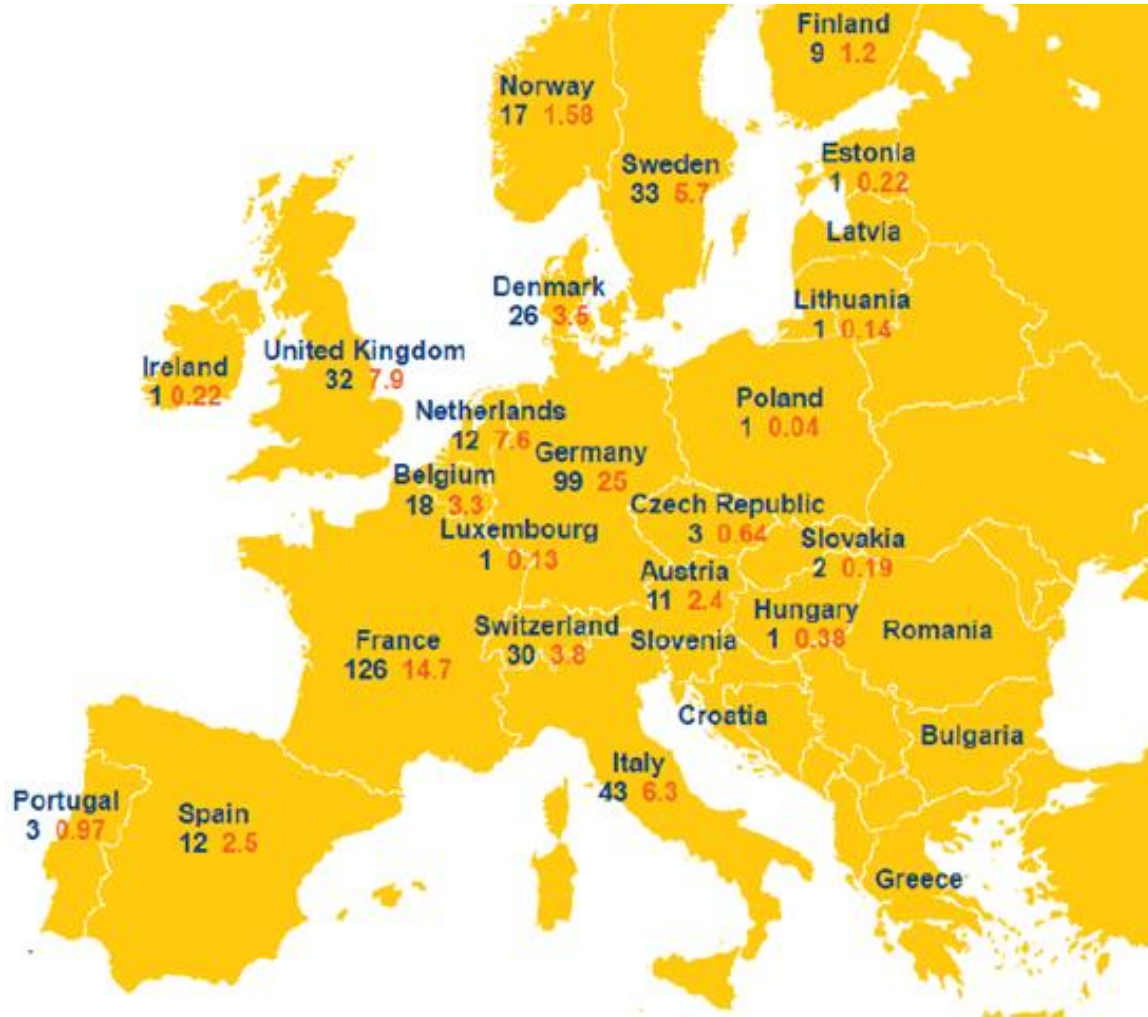 Finland
9 1.2
Norway
17 1.58
Sweden
33 5.7
Estonia
1 0.22
Latvia
Denmark
26 3.5
Lithuania
1 0.14
United Kingdom
32 7.9
Ireland
1 0.22
Netherlands
12 7.6
Poland
1 0.04
Germany
99 25
Belgium
18 3.3
Czech Republic
3 0.64
Luxembourg
1 0.13
Slovakia
2 0.19
Austria
11 2.4
Hungary
1 0.38
France
126 14.7
Switzerland
30 3.8
Slovenia
Romania
Croatia
Bulgaria
Italy
43 6.3
Portugal
3 0.97
Spain
12 2.5
Greece